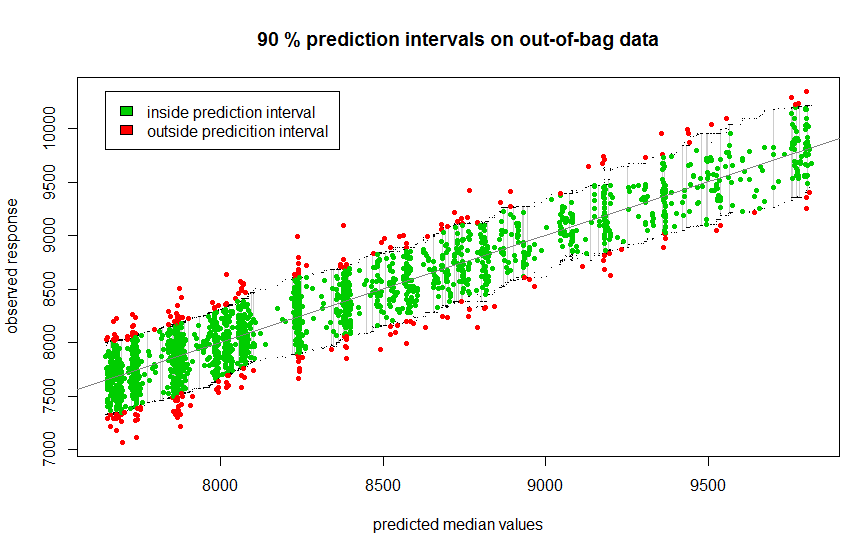 90 % prediction intervals on out-of-bag data
inside prediction interval
outside predicition interval
observed response
10000
9500
9000
8500
8000
7500
7000
8000 8500 9000 9500
predicted median values